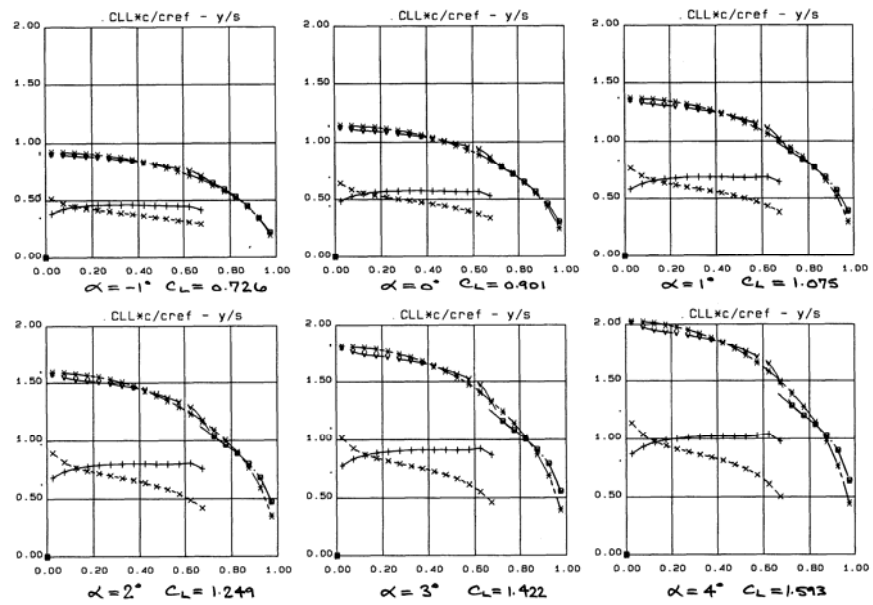 CLL*c/cref - y/s
2.00
1.50
1.00
0.50
0.00
0.00 0.20 0.40 0.60 0.80 1.00
α = -1° CL = 0.726
CLL*c/cref - y/s
2.00
1.50
1.00
0.50
0.00
0.00 0.20 0.40 0.60 0.80 1.00
α = 0° CL = 0.901
CLL*c/cref - y/s
2.00
1.50
1.00
0.50
0.00
0.00 0.20 0.40 0.60 0.80 1.00
α = 1° CL = 1.075
CLL*c/cref - y/s
2.00
1.50
1.00
0.50
0.00
0.00 0.20 0.40 0.60 0.80 1.00
α = 2° CL = 1.249
CLL*c/cref - y/s
2.00
1.50
1.00
0.50
0.00
0.00 0.20 0.40 0.60 0.80 1.00
α = 3° CL = 1.422
CLL*c/cref - y/s
2.00
1.50
1.00
0.50
0.00
0.00 0.20 0.40 0.60 0.80 1.00
α = 4° CL = 1.593